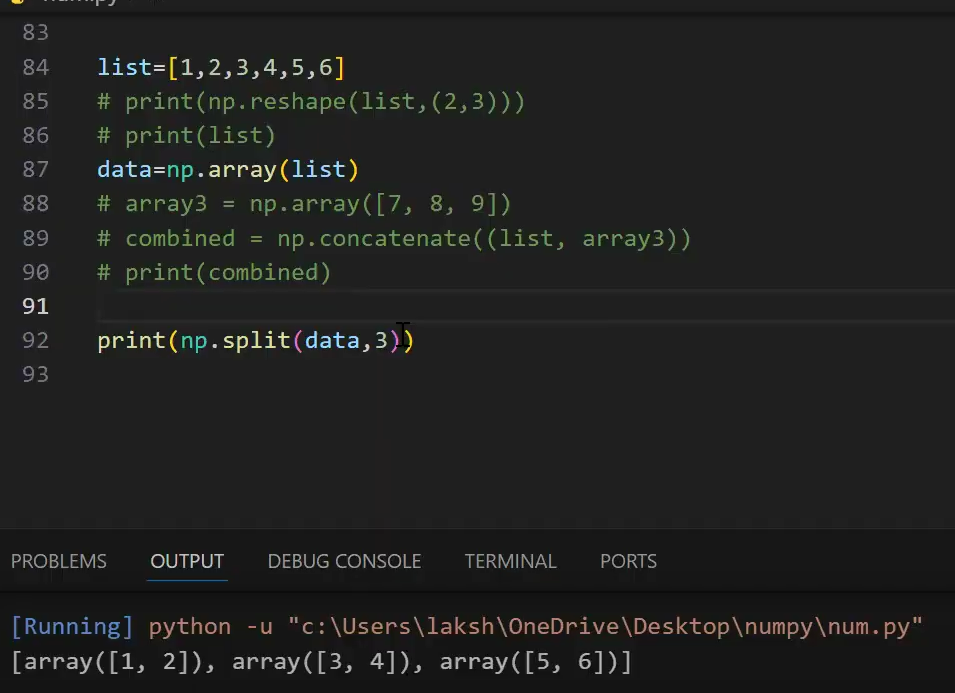 num.py
83
84 list=[1,2,3,4,5,6]
85 # print(np.reshape(list,(2,3)))
86 # print(list)
87 data=np.array(list)
88 # array3 = np.array([7, 8, 9])
89 # combined = np.concatenate((list, array3))
90 # print(combined)
91
92 print(np.split(data,3))
93
PROBLEMS OUTPUT DEBUG CONSOLE TERMINAL PORTS
[Running] python -u "c:\Users\laksh\OneDrive\Desktop\numpy\num.py"
[array([1, 2]), array([3, 4]), array([5, 6])]